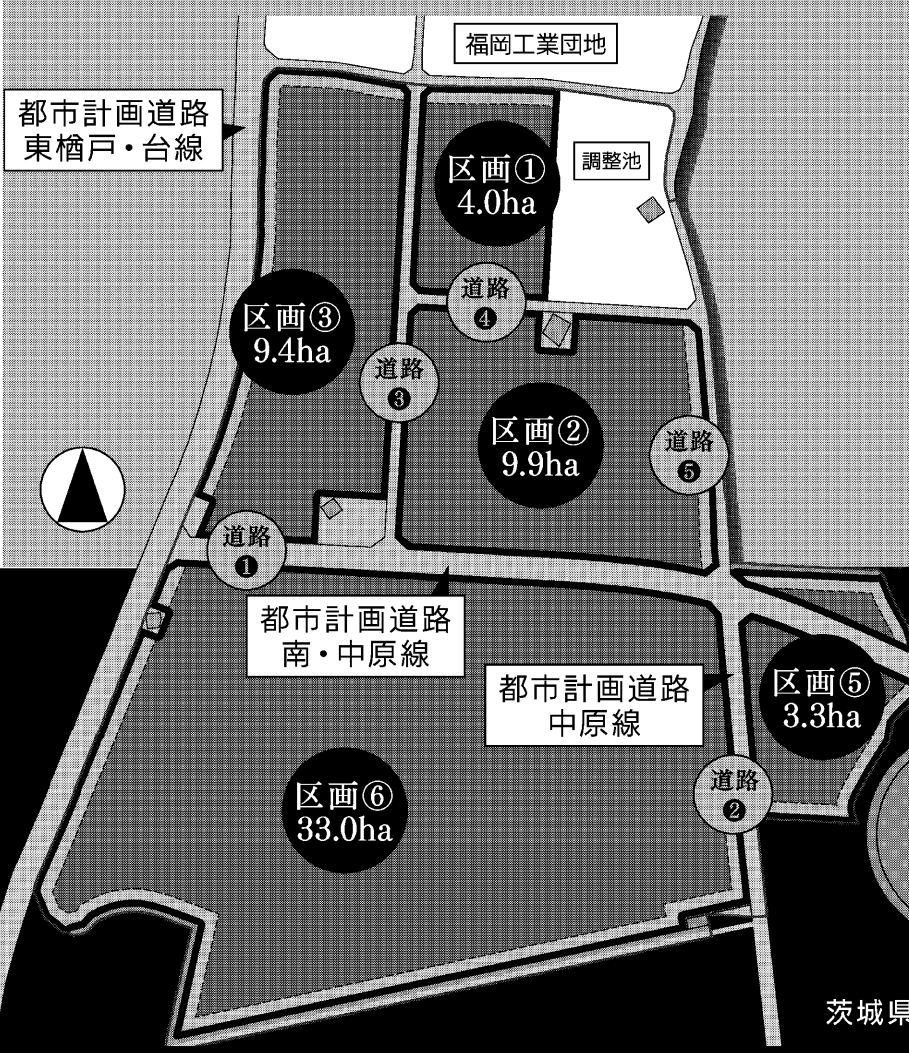 福岡工業団地
都市計画道路
東楢戸・台線
区画①
4.0ha
調整池
道路
❹
区画③
9.4ha
道路
❸
区画②
9.9ha
道路
❺
道路
❶
都市計画道路
南・中原線
都市計画道路
中原線
区画⑤
3.3ha
区画⑥
33.0ha
道路
❷
茨城県